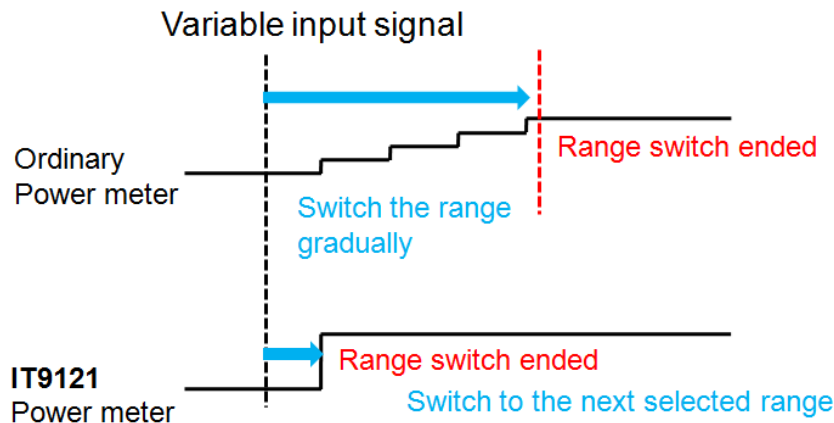 Variable input signal
Ordinary
Power meter
Range switch ended
Switch the range
gradually
IT9121
Power meter
Range switch ended
Switch to the next selected range